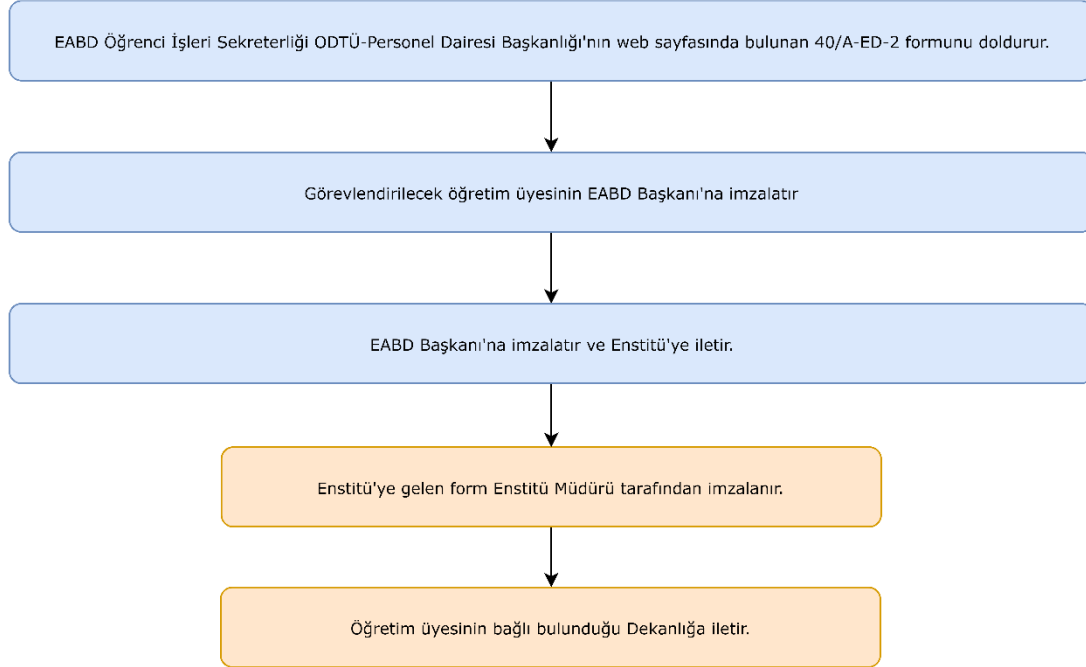 EABD Öğrenci İşleri Sekreterliği ODTÜ-Personel Dairesi Başkanlığı'nın web sayfasında bulunan 40/A-ED-2 formunu doldurur.
Görevlendirilecek öğretim üyesinin EABD Başkanı'na imzalatır
EABD Başkanı'na imzalatır ve Enstitü'ye iletir.
Enstitü'ye gelen form Enstitü Müdürü tarafından imzalanır.
Öğretim üyesinin bağlı bulunduğu Dekanlığa iletir.